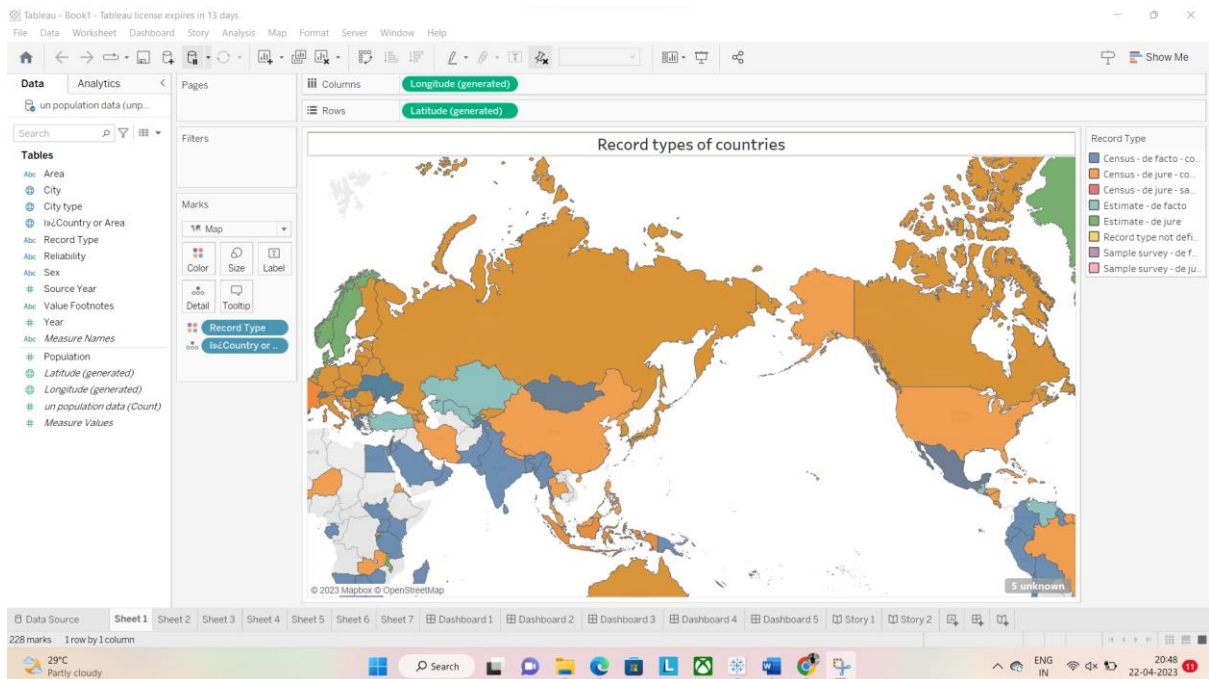 Tableau - Book1 - Tableau license expires in 13 days
File Data Worksheet Dashboard Story Analysis Map Format Server Window Help
Show Me
Data Analytics
un population data (unp...
Search
Tables
Abc Area
City
City type
ï»¿Country or Area
Abc Record Type
Abc Reliability
Abc Sex
# Source Year
Abc Value Footnotes
# Year
Abc Measure Names
# Population
Latitude (generated)
Longitude (generated)
# un population data (Count)
# Measure Values
Pages
Filters
Marks
Map
Color Size Label
Detail Tooltip
Record Type
ï»¿Country or ..
Columns Longitude (generated)
Rows Latitude (generated)
Record types of countries
© 2023 Mapbox © OpenStreetMap
5 unknown
Record Type
Census - de facto - co..
Census - de jure - co..
Census - de jure - sa..
Estimate - de facto
Estimate - de jure
Record type not defi..
Sample survey - de f..
Sample survey - de ju..
Data Source Sheet 1 Sheet 2 Sheet 3 Sheet 4 Sheet 5 Sheet 6 Sheet 7 Dashboard 1 Dashboard 2 Dashboard 3 Dashboard 4 Dashboard 5 Story 1 Story 2
228 marks 1 row by 1 column
29°C
Partly cloudy
Search
ENG
IN
20:48
22-04-2023
11